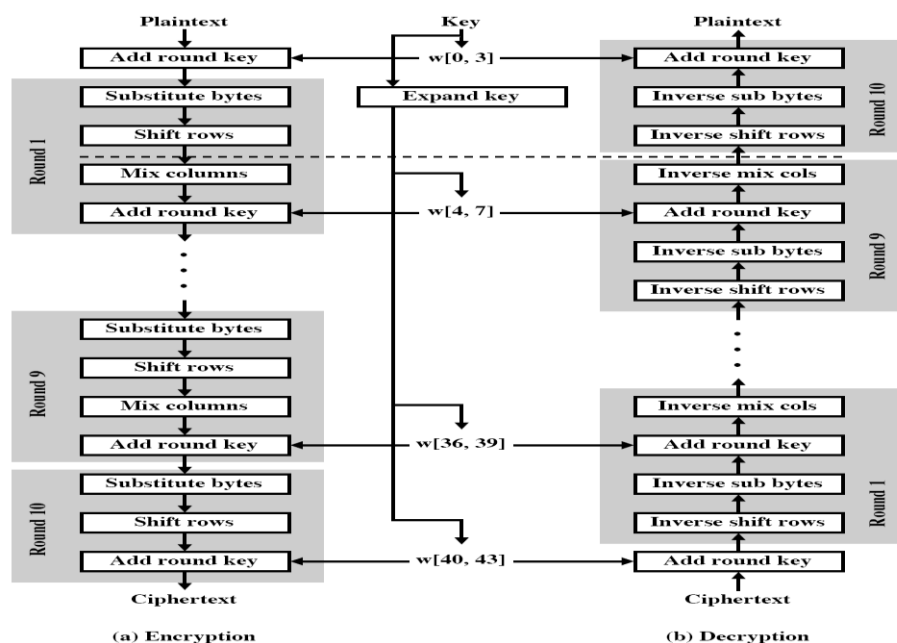 Plaintext
Add round key
Substitute bytes
Shift rows
Mix columns
Add round key
Round 1
Substitute bytes
Shift rows
Mix columns
Add round key
Round 9
Substitute bytes
Shift rows
Add round key
Round 10
Ciphertext
(a) Encryption
Key
w[0, 3]
Expand key
w[4, 7]
w[36, 39]
w[40, 43]
Plaintext
Add round key
Inverse sub bytes
Inverse shift rows
Round 10
Inverse mix cols
Add round key
Inverse sub bytes
Inverse shift rows
Round 9
Inverse mix cols
Add round key
Inverse sub bytes
Inverse shift rows
Round 1
Add round key
Ciphertext
(b) Decryption